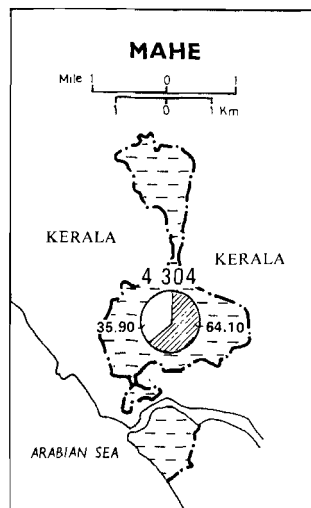 MAHE
Mile 1 0 1
1 0 1 Km
KERALA
KERALA
4 304
35.90
64.10
ARABIAN SEA